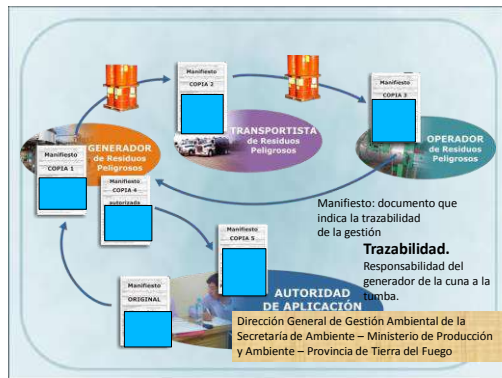 Manifiesto
COPIA 2
Manifiesto
COPIA 3
GENERADOR
de Residuos
Peligrosos
TRANSPORTISTA
de Residuos
Peligrosos
OPERADOR
de Residuos
Peligrosos
Manifiesto
COPIA 1
Manifiesto
COPIA 4
autorizada
Manifiesto: documento que
indica la trazabilidad
de la gestión
Manifiesto
COPIA 5
Trazabilidad.
Responsabilidad del
generador de la cuna a la
tumba.
Manifiesto
ORIGINAL
AUTORIDAD
DE APLICACIÓN
Dirección General de Gestión Ambiental de la
Secretaría de Ambiente – Ministerio de Producción
y Ambiente – Provincia de Tierra del Fuego